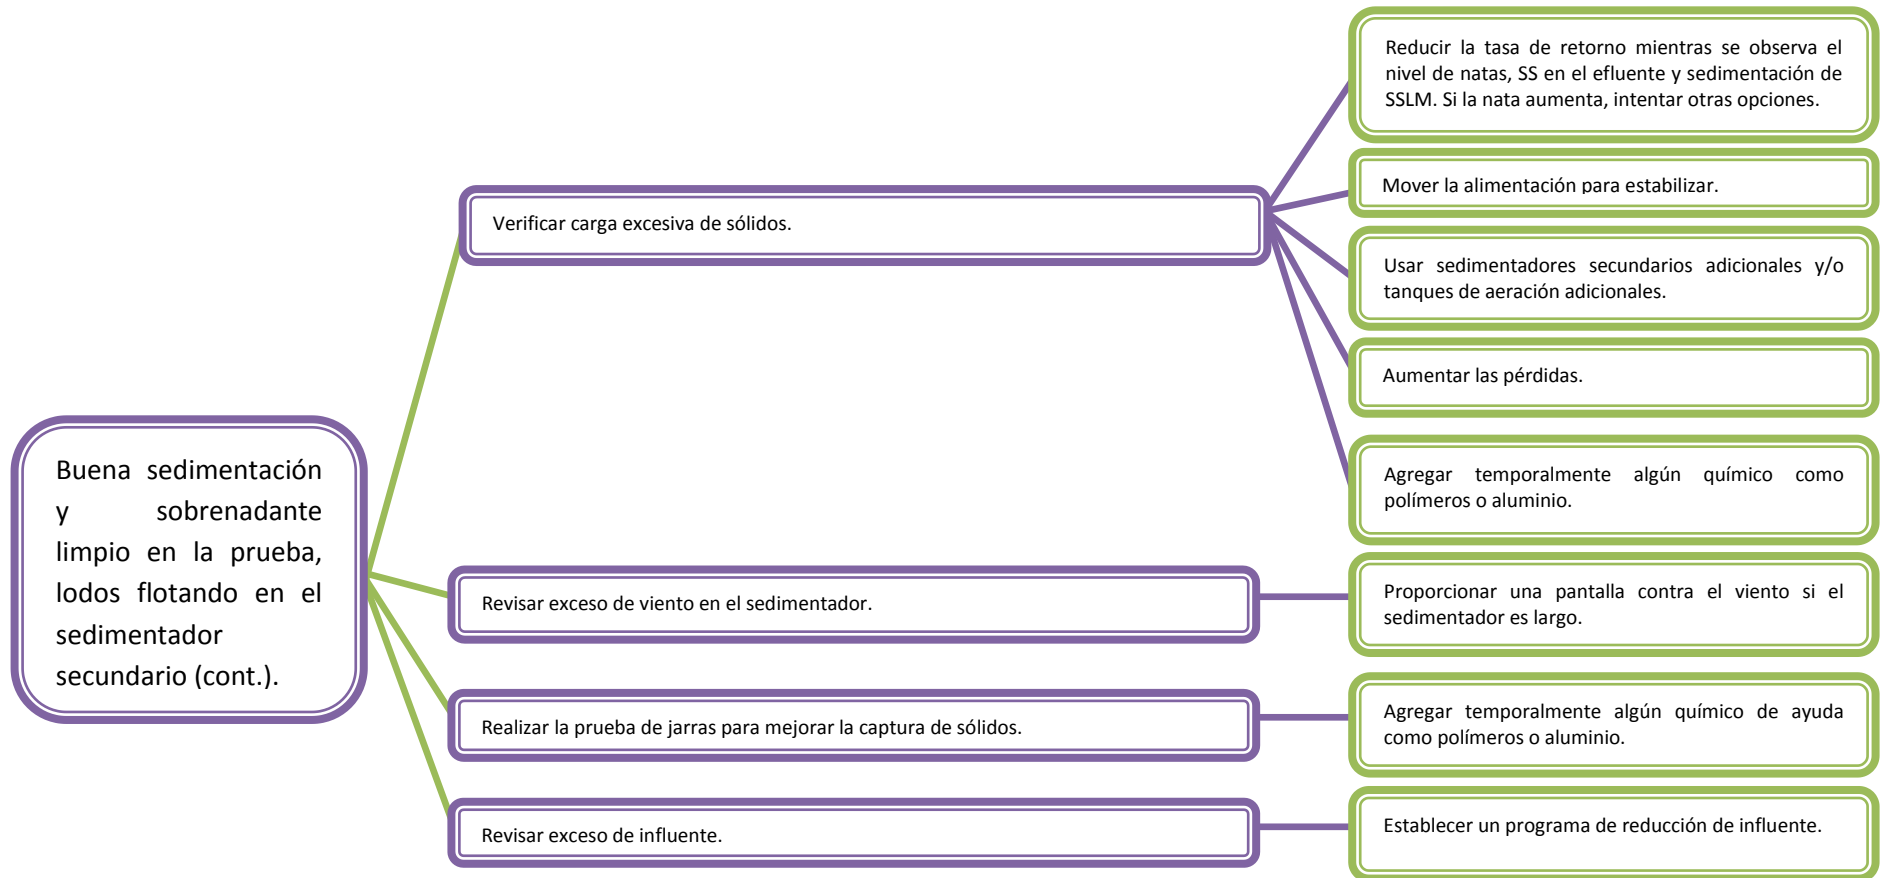 Buena sedimentación
y sobrenadante
limpio en la prueba,
lodos flotando en el
sedimentador
secundario (cont.).
Verificar carga excesiva de sólidos.
Reducir la tasa de retorno mientras se observa el
nivel de natas, SS en el efluente y sedimentación de
SSLM. Si la nata aumenta, intentar otras opciones.
Mover la alimentación para estabilizar.
Usar sedimentadores secundarios adicionales y/o
tanques de aeración adicionales.
Aumentar las pérdidas.
Agregar temporalmente algún químico como
polímeros o aluminio.
Revisar exceso de viento en el sedimentador.
Proporcionar una pantalla contra el viento si el
sedimentador es largo.
Realizar la prueba de jarras para mejorar la captura de sólidos.
Agregar temporalmente algún químico de ayuda
como polímeros o aluminio.
Revisar exceso de influente.
Establecer un programa de reducción de influente.